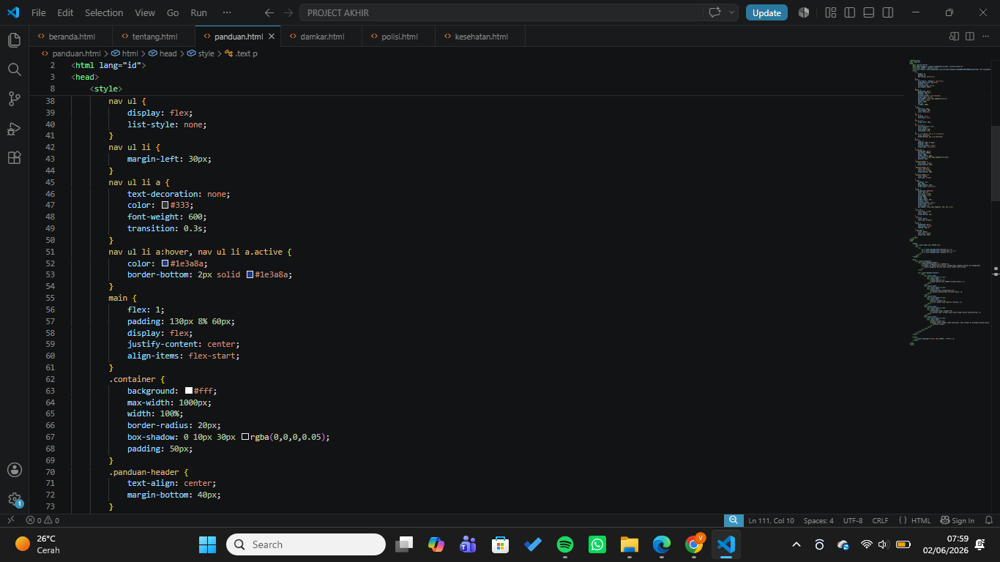 File Edit Selection View Go Run ··· PROJECT AKHIR Update
beranda.html tentang.html panduan.html damkar.html polisi.html kesehatan.html
panduan.html > html > head > style > .text p
2 <html lang="id">
3 <head>
8 <style>
38 nav ul {
39 display: flex;
40 list-style: none;
41 }
42 nav ul li {
43 margin-left: 30px;
44 }
45 nav ul li a {
46 text-decoration: none;
47 color: #333;
48 font-weight: 600;
49 transition: 0.3s;
50 }
51 nav ul li a:hover, nav ul li a.active {
52 color: #1e3a8a;
53 border-bottom: 2px solid #1e3a8a;
54 }
55 main {
56 flex: 1;
57 padding: 130px 8% 60px;
58 display: flex;
59 justify-content: center;
60 align-items: flex-start;
61 }
62 .container {
63 background: #fff;
64 max-width: 1000px;
65 width: 100%;
66 border-radius: 20px;
67 box-shadow: 0 10px 30px rgba(0,0,0,0.05);
68 padding: 50px;
69 }
70 .panduan-header {
71 text-align: center;
72 margin-bottom: 40px;
73 }
1
0 0 Ln 111, Col 10 Spaces: 4 UTF-8 CRLF {} HTML Sign In
26°C
Cerah
Search
V
07:59
02/06/2026